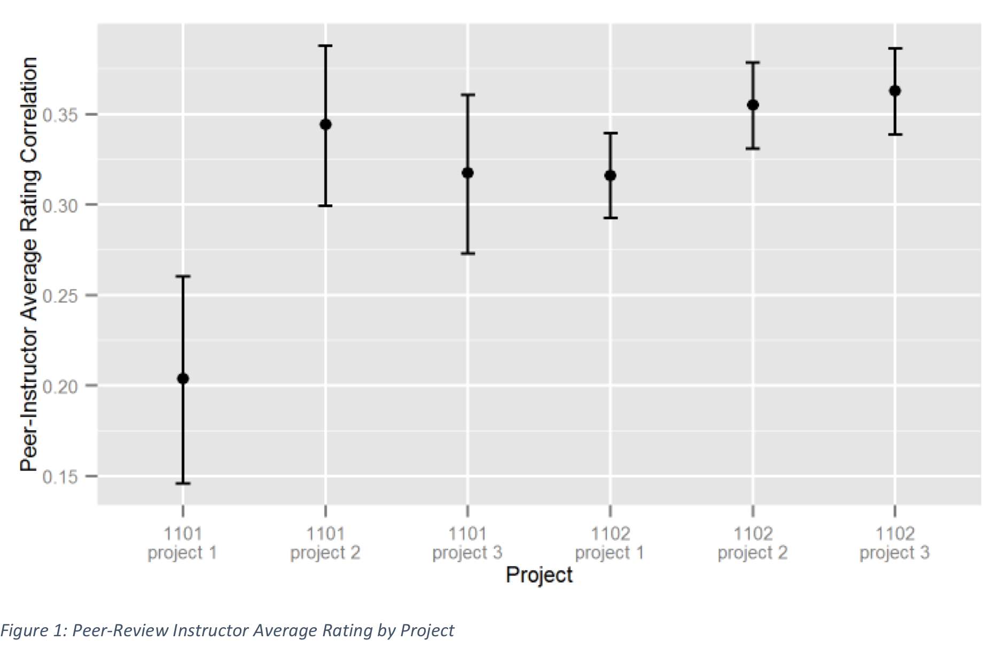 Peer-Instructor Average Rating Correlation
0.35
0.30
0.25
0.20
0.15
1101 project 1
1101 project 2
1101 project 3
1102 project 1
1102 project 2
1102 project 3
Project
Figure 1: Peer-Review Instructor Average Rating by Project